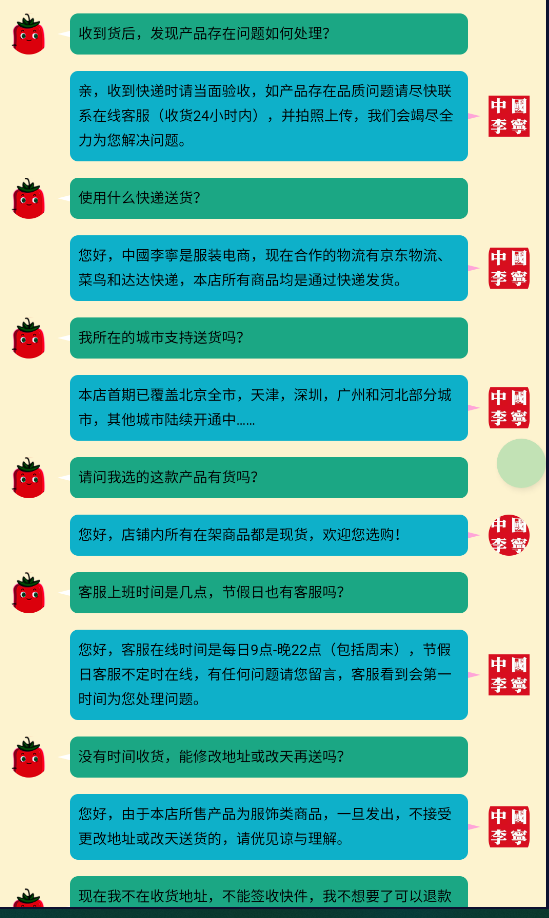 收到货后，发现产品存在问题如何处理？
亲，收到快递时请当面验收，如产品存在品质问题请尽快联
系在线客服（收货24小时内），并拍照上传，我们会竭尽全
力为您解决问题。
中國
李寧
使用什么快递送货？
您好，中國李寧是服装电商，现在合作的物流有京东物流、
菜鸟和达达快递，本店所有商品均是通过快递发货。
中國
李寧
我所在的城市支持送货吗？
本店首期已覆盖北京全市，天津，深圳，广州和河北部分城
市，其他城市陆续开通中......
中國
李寧
请问我选的这款产品有货吗？
您好，店铺内所有在架商品都是现货，欢迎您选购！
中國
李寧
客服上班时间是几点，节假日也有客服吗？
您好，客服在线时间是每日9点-晚22点（包括周末），节假
日客服不定时在线，有任何问题请您留言，客服看到会第一
时间为您处理问题。
中國
李寧
没有时间收货，能修改地址或改天再送吗？
您好，由于本店所售产品为服饰类商品，一旦发出，不接受
更改地址或改天送货的，请侊见谅与理解。
中國
李寧
现在我不在收货地址，不能签收快件，我不想要了可以退款